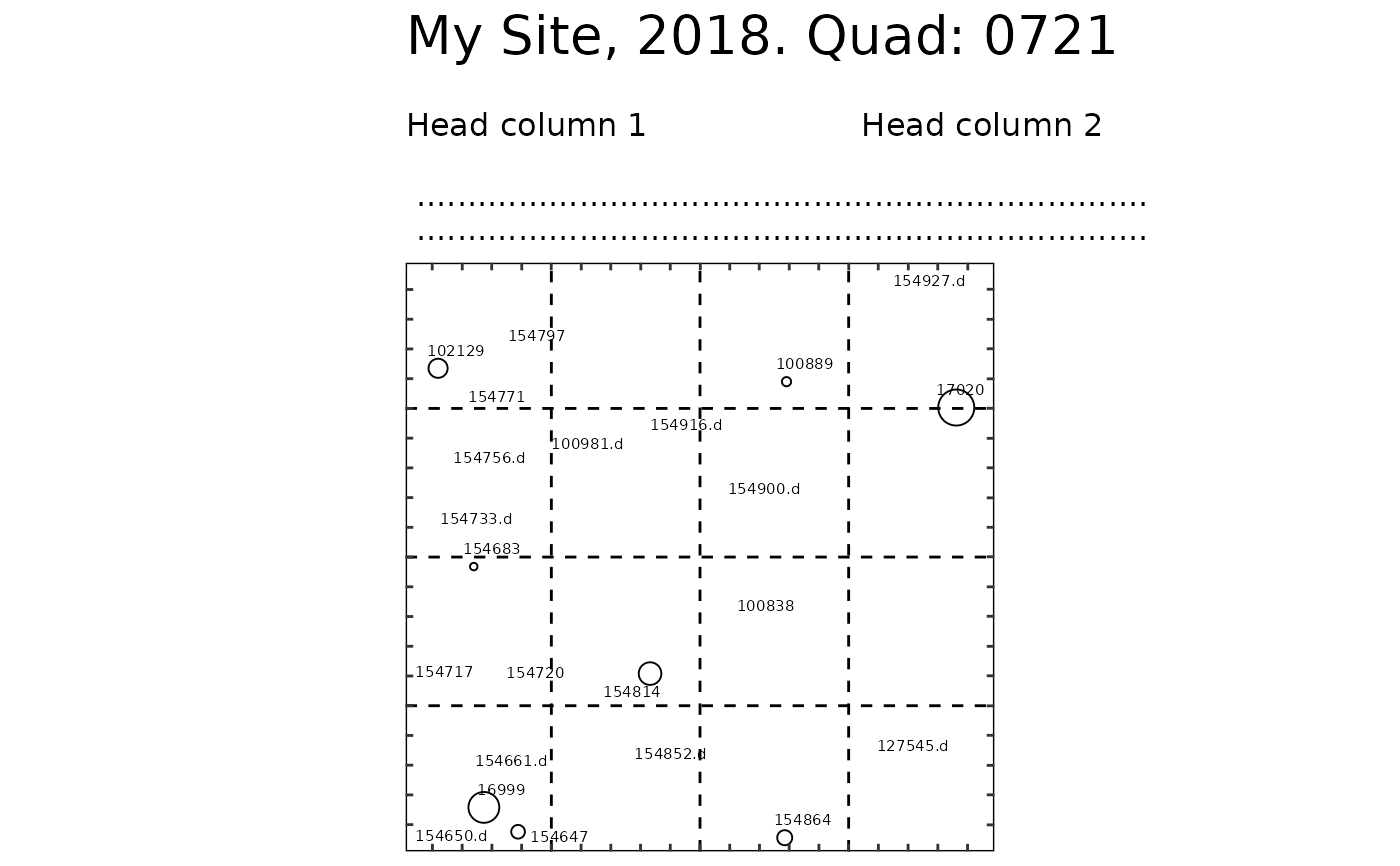 My Site, 2018. Quad: 0721
Head column 1 Head column 2
154927.d
154797
102129
100889
17020
154771
154916.d
100981.d
154756.d
154900.d
154733.d
154683
100838
154717 154720
154814
127545.d
154852.d
154661.d
16999
154864
154650.d 154647